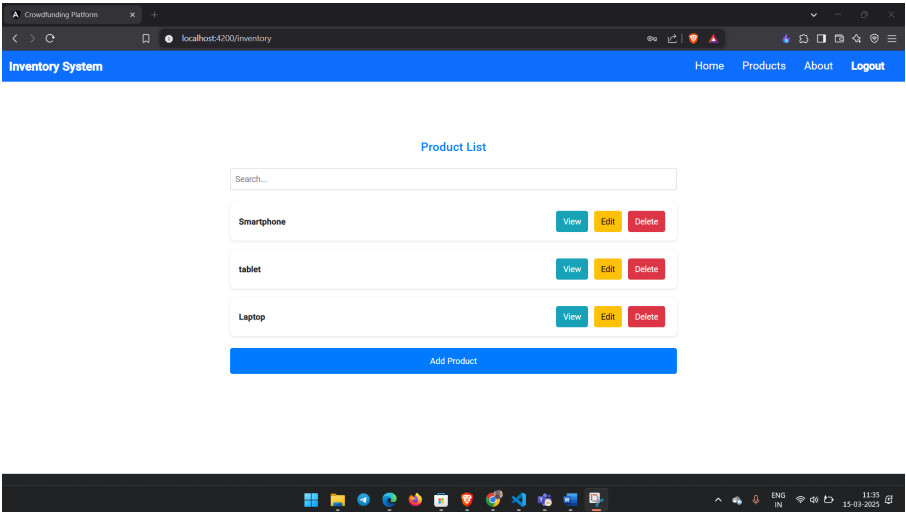 Crowdfunding Platform
localhost:4200/inventory
Inventory System Home Products About Logout
Product List
Search...
Smartphone View Edit Delete
tablet View Edit Delete
Laptop View Edit Delete
Add Product
ENG 11:35
IN 15-03-2025